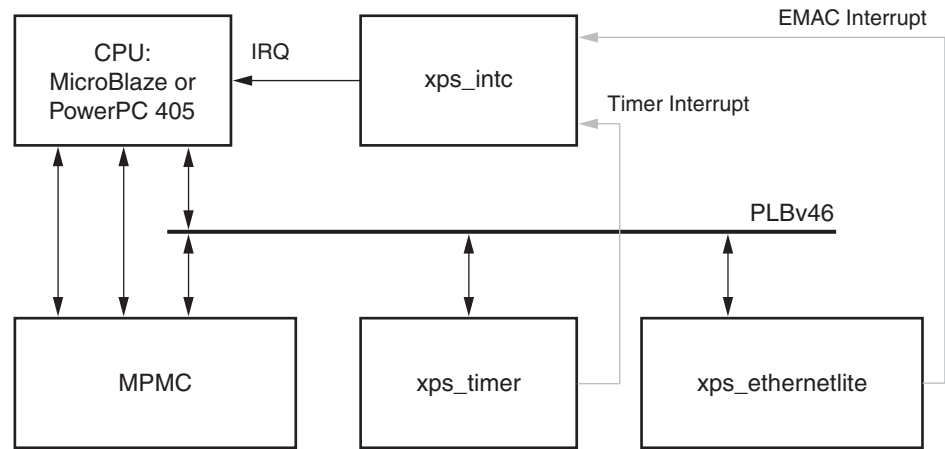 EMAC Interrupt
CPU:
MicroBlaze or
PowerPC 405
IRQ
xps_intc
Timer Interrupt
PLBv46
MPMC
xps_timer
xps_ethernetlite